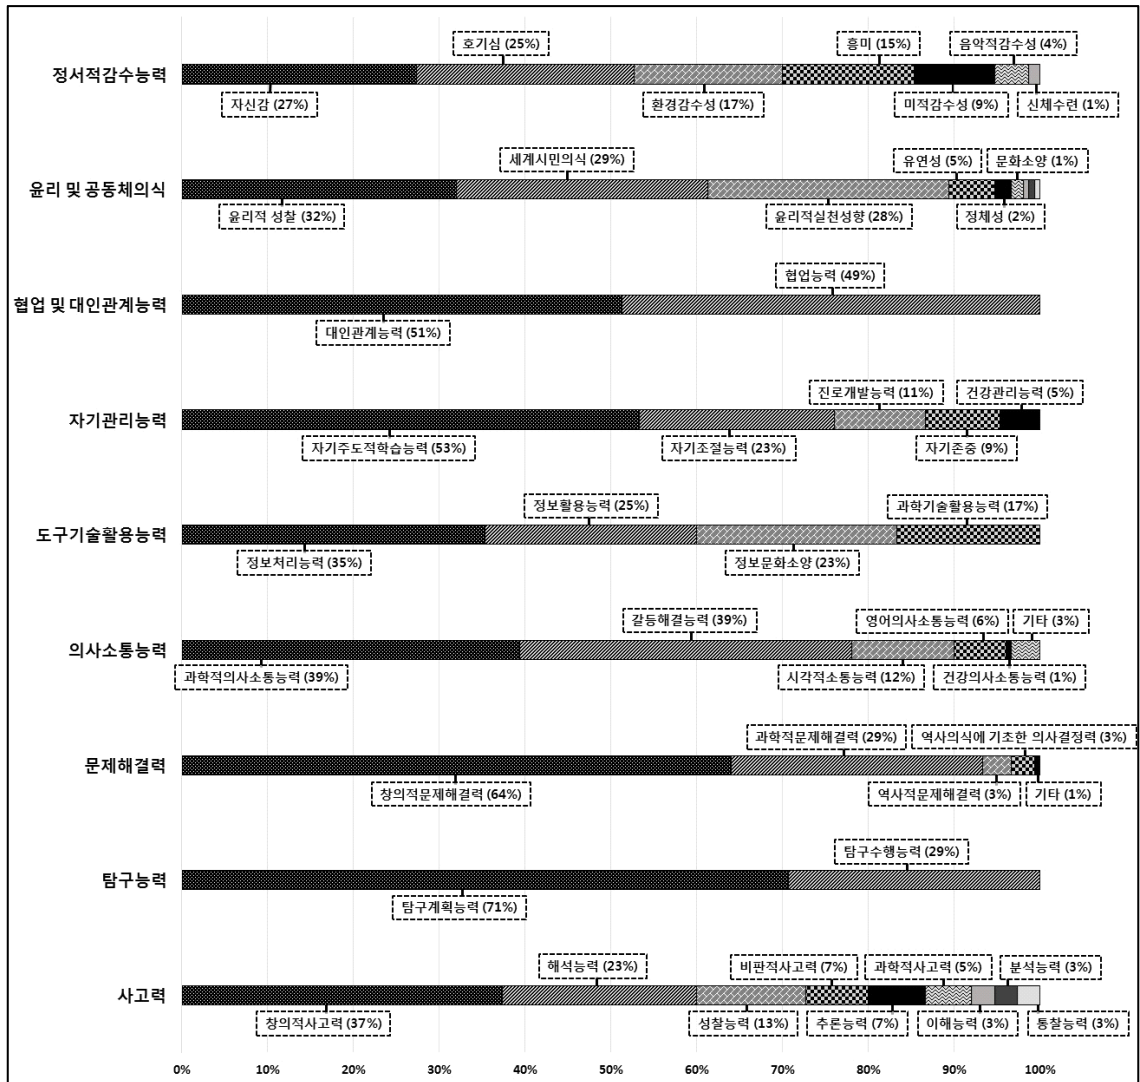 호기심 (25%)
흥미 (15%)
음악적감수성 (4%)
정서적감수능력
자신감 (27%)
환경감수성 (17%)
미적감수성 (9%)
신체수련 (1%)
세계시민의식 (29%)
유연성 (5%)
문화소양 (1%)
윤리 및 공동체의식
윤리적 성찰 (32%)
윤리적실천성향 (28%)
정체성 (2%)
협업능력 (49%)
협업 및 대인관계능력
대인관계능력 (51%)
진로개발능력 (11%)
건강관리능력 (5%)
자기관리능력
자기주도적학습능력 (53%)
자기조절능력 (23%)
자기존중 (9%)
정보활용능력 (25%)
과학기술활용능력 (17%)
도구기술활용능력
정보처리능력 (35%)
정보문화소양 (23%)
갈등해결능력 (39%)
영어의사소통능력 (6%)
기타 (3%)
의사소통능력
과학적의사소통능력 (39%)
시각적소통능력 (12%)
건강의사소통능력 (1%)
과학적문제해결력 (29%)
역사의식에 기초한 의사결정력 (3%)
문제해결력
창의적문제해결력 (64%)
역사적문제해결력 (3%)
기타 (1%)
탐구수행능력 (29%)
탐구능력
탐구계획능력 (71%)
해석능력 (23%)
비판적사고력 (7%)
과학적사고력 (5%)
분석능력 (3%)
사고력
창의적사고력 (37%)
성찰능력 (13%)
추론능력 (7%)
이해능력 (3%)
통찰능력 (3%)
0% 10% 20% 30% 40% 50% 60% 70% 80% 90% 100%